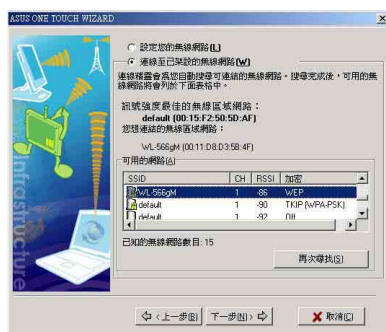 ASUS ONE TOUCH WIZARD
設定您的無線網路(L)
連線至已架設的無線網路(W)
連線精靈會為您自動搜尋可連結的無線網路。搜尋完成後，可用的無
線網路將會列於下面表格中。
訊號強度最佳的無線區域網路：
default (00:15:F2:50:5D:AF)
您想連結的無線區域網路：
WL-566gM (00:11:D8:D3:5B:4F)
可用的網路(A)
SSID CH RSSI 加密
WL-566gM 1 -86 WEP
default 1 -90 TKIP (WPA-PSK)
default 1 -92 Off
已知的無線網路數目: 15
再次尋找(S)
Infrastructure
<上一步(B) 下一步(N)> 取消(C)